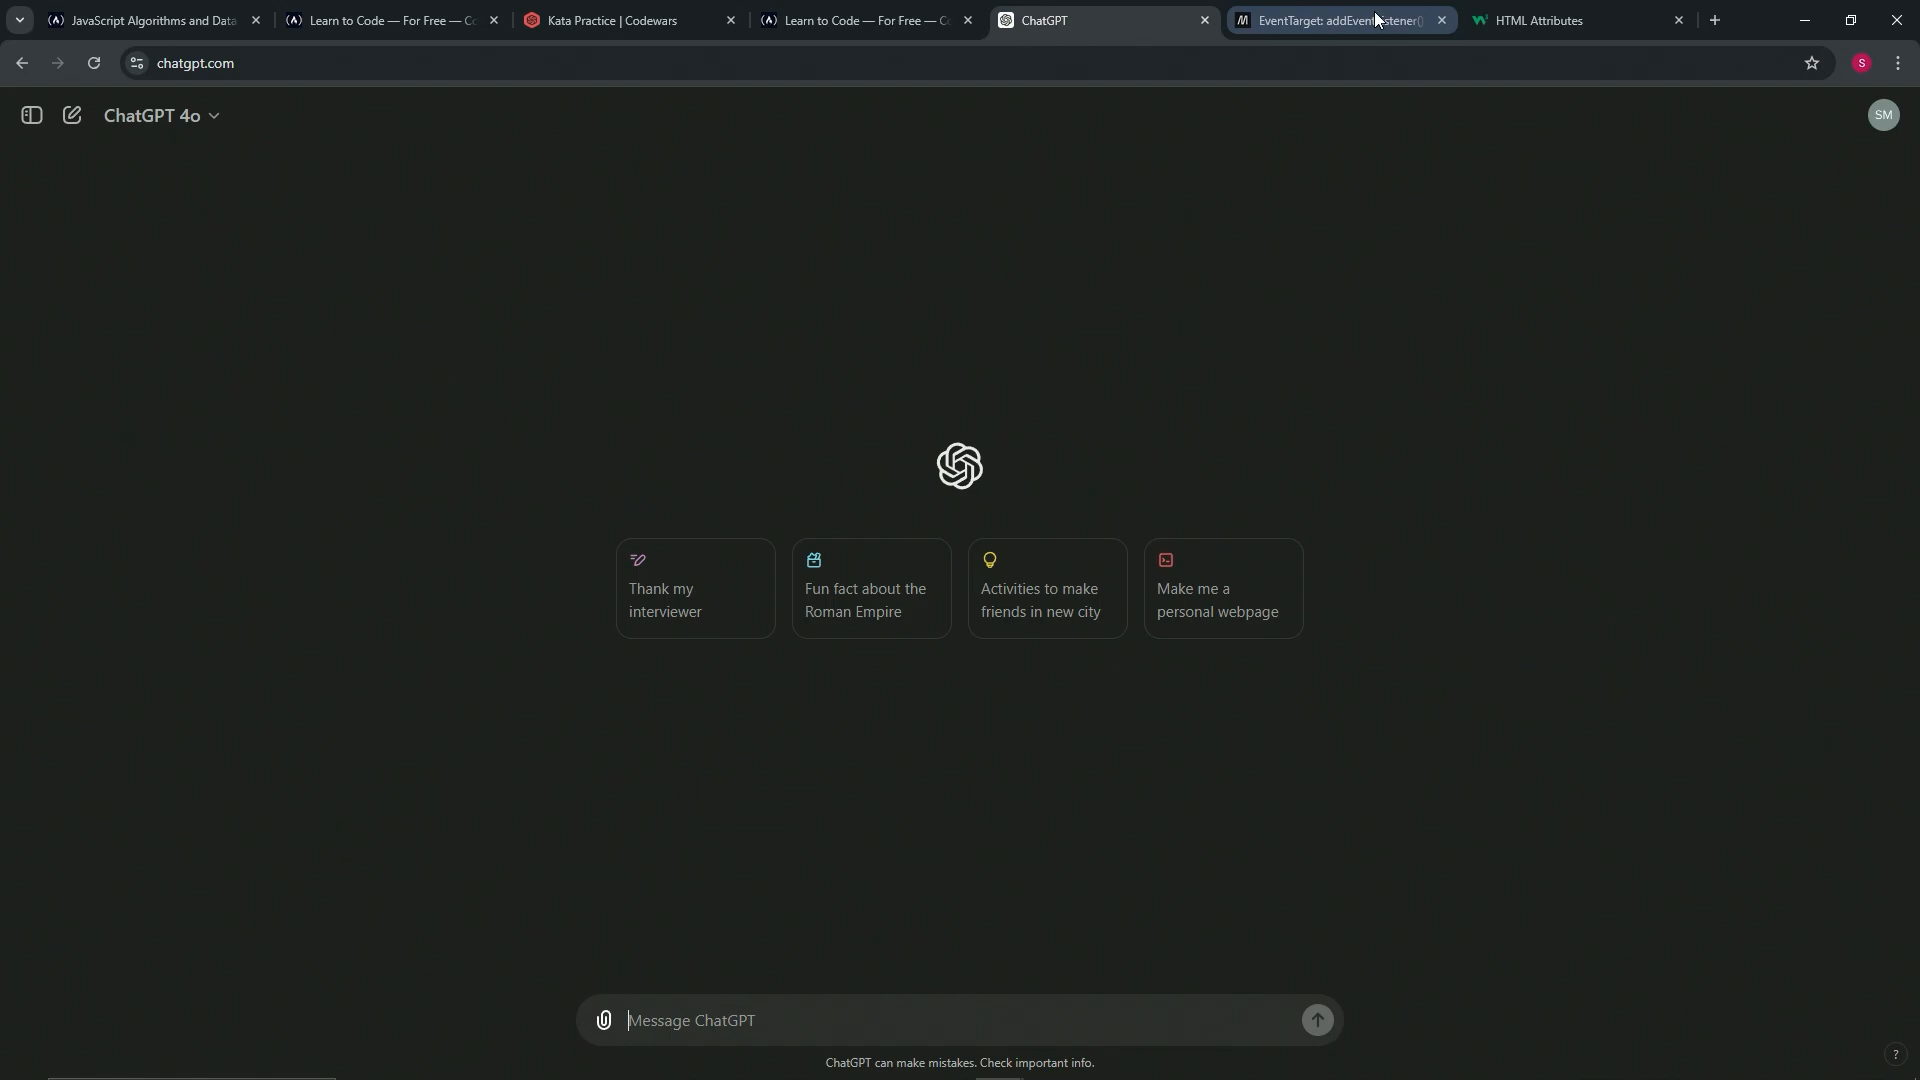 JavaScript Algorithms and Data
Learn to Code — For Free — Co
Kata Practice | Codewars
Learn to Code — For Free — Co
ChatGPT
EventTarget: addEventListener()
HTML Attributes
chatgpt.com
S
ChatGPT 4o
SM
Thank my
interviewer
Fun fact about the
Roman Empire
Activities to make
friends in new city
Make me a
personal webpage
Message ChatGPT
ChatGPT can make mistakes. Check important info.
?